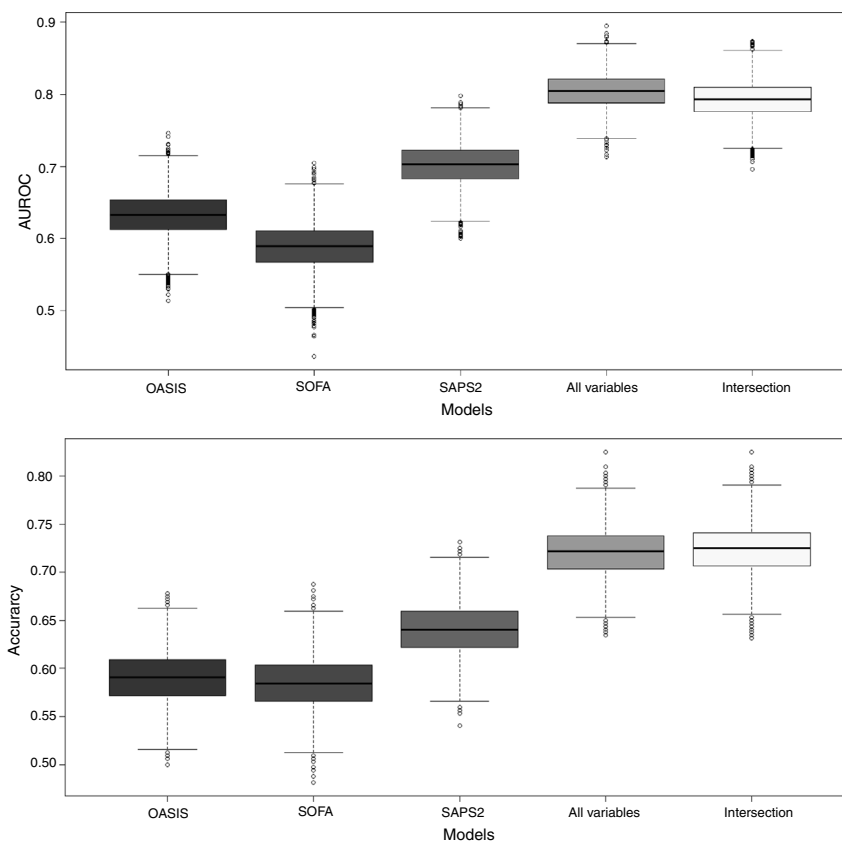 0.9
0.8
0.7
0.6
0.5
AUROC
OASIS SOFA SAPS2 All variables Intersection
Models
0.80
0.75
0.70
0.65
0.60
0.55
0.50
Accurarcy
OASIS SOFA SAPS2 All variables Intersection
Models